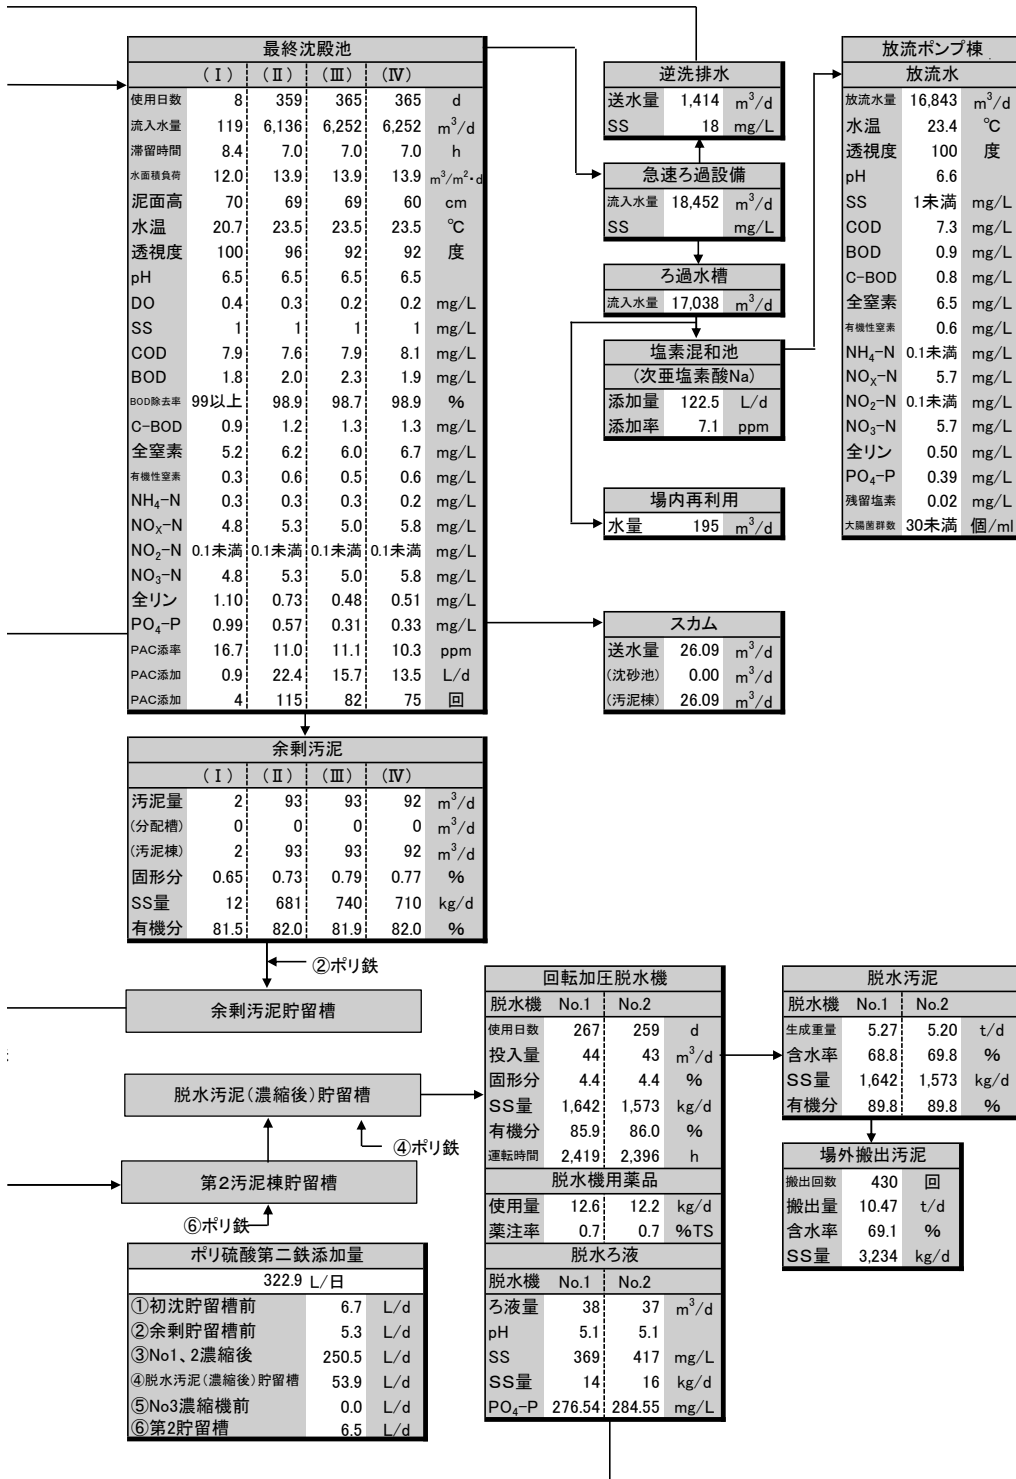 最終沈殿池
(Ⅰ) (Ⅱ) (Ⅲ) (Ⅳ)
使用日数 8 359 365 365 d
流入水量 119 6,136 6,252 6,252 m³/d
滞留時間 8.4 7.0 7.0 7.0 h
水面積負荷 12.0 13.9 13.9 13.9 m³/m²・d
泥面高 70 69 69 60 cm
水温 20.7 23.5 23.5 23.5 ℃
透視度 100 96 92 92 度
pH 6.5 6.5 6.5 6.5
DO 0.4 0.3 0.2 0.2 mg/L
SS 1 1 1 1 mg/L
COD 7.9 7.6 7.9 8.1 mg/L
BOD 1.8 2.0 2.3 1.9 mg/L
BOD除去率 99以上 98.9 98.7 98.9 %
C-BOD 0.9 1.2 1.3 1.3 mg/L
全窒素 5.2 6.2 6.0 6.7 mg/L
有機性窒素 0.3 0.6 0.5 0.6 mg/L
NH₄-N 0.3 0.3 0.3 0.2 mg/L
NOₓ-N 4.8 5.3 5.0 5.8 mg/L
NO₂-N 0.1未満 0.1未満 0.1未満 0.1未満 mg/L
NO₃-N 4.8 5.3 5.0 5.8 mg/L
全リン 1.10 0.73 0.48 0.51 mg/L
PO₄-P 0.99 0.57 0.31 0.33 mg/L
PAC添率 16.7 11.0 11.1 10.3 ppm
PAC添加 0.9 22.4 15.7 13.5 L/d
PAC添加 4 115 82 75 回
逆洗排水
送水量 1,414 m³/d
SS 18 mg/L
急速ろ過設備
流入水量 18,452 m³/d
SS mg/L
ろ過水槽
流入水量 17,038 m³/d
塩素混和池
(次亜塩素酸Na)
添加量 122.5 L/d
添加率 7.1 ppm
場内再利用
水量 195 m³/d
スカム
送水量 26.09 m³/d
(沈砂池) 0.00 m³/d
(汚泥棟) 26.09 m³/d
放流ポンプ棟
放流水
放流水量 16,843 m³/d
水温 23.4 ℃
透視度 100 度
pH 6.6
SS 1未満 mg/L
COD 7.3 mg/L
BOD 0.9 mg/L
C-BOD 0.8 mg/L
全窒素 6.5 mg/L
有機性窒素 0.6 mg/L
NH₄-N 0.1未満 mg/L
NOₓ-N 5.7 mg/L
NO₂-N 0.1未満 mg/L
NO₃-N 5.7 mg/L
全リン 0.50 mg/L
PO₄-P 0.39 mg/L
残留塩素 0.02 mg/L
大腸菌群数 30未満 個/ml
余剰汚泥
(Ⅰ) (Ⅱ) (Ⅲ) (Ⅳ)
汚泥量 2 93 93 92 m³/d
(分配槽) 0 0 0 0 m³/d
(汚泥棟) 2 93 93 92 m³/d
固形分 0.65 0.73 0.79 0.77 %
SS量 12 681 740 710 kg/d
有機分 81.5 82.0 81.9 82.0 %
②ポリ鉄
余剰汚泥貯留槽
脱水汚泥(濃縮後)貯留槽
④ポリ鉄
第2汚泥棟貯留槽
⑥ポリ鉄
ポリ硫酸第二鉄添加量
322.9 L/日
①初沈貯留槽前 6.7 L/d
②余剰貯留槽前 5.3 L/d
③No1、2濃縮後 250.5 L/d
④脱水汚泥(濃縮後)貯留槽 53.9 L/d
⑤No3濃縮機前 0.0 L/d
⑥第2貯留槽 6.5 L/d
回転加圧脱水機
脱水機 No.1 No.2
使用日数 267 259 d
投入量 44 43 m³/d
固形分 4.4 4.4 %
SS量 1,642 1,573 kg/d
有機分 85.9 86.0 %
運転時間 2,419 2,396 h
脱水機用薬品
使用量 12.6 12.2 kg/d
薬注率 0.7 0.7 %TS
脱水ろ液
脱水機 No.1 No.2
ろ液量 38 37 m³/d
pH 5.1 5.1
SS 369 417 mg/L
SS量 14 16 kg/d
PO₄-P 276.54 284.55 mg/L
脱水汚泥
脱水機 No.1 No.2
生成重量 5.27 5.20 t/d
含水率 68.8 69.8 %
SS量 1,642 1,573 kg/d
有機分 89.8 89.8 %
場外搬出汚泥
搬出回数 430 回
搬出量 10.47 t/d
含水率 69.1 %
SS量 3,234 kg/d